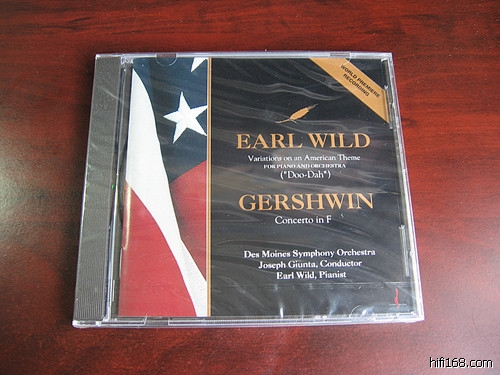 WORLD PREMIERE
RECORDING
EARL WILD
Variations on an American Theme
FOR PIANO AND ORCHESTRA
("Doo-Dah")
GERSHWIN
Concerto in F
Des Moines Symphony Orchestra
Joseph Giunta, Conductor
Earl Wild, Pianist
hifi168.com